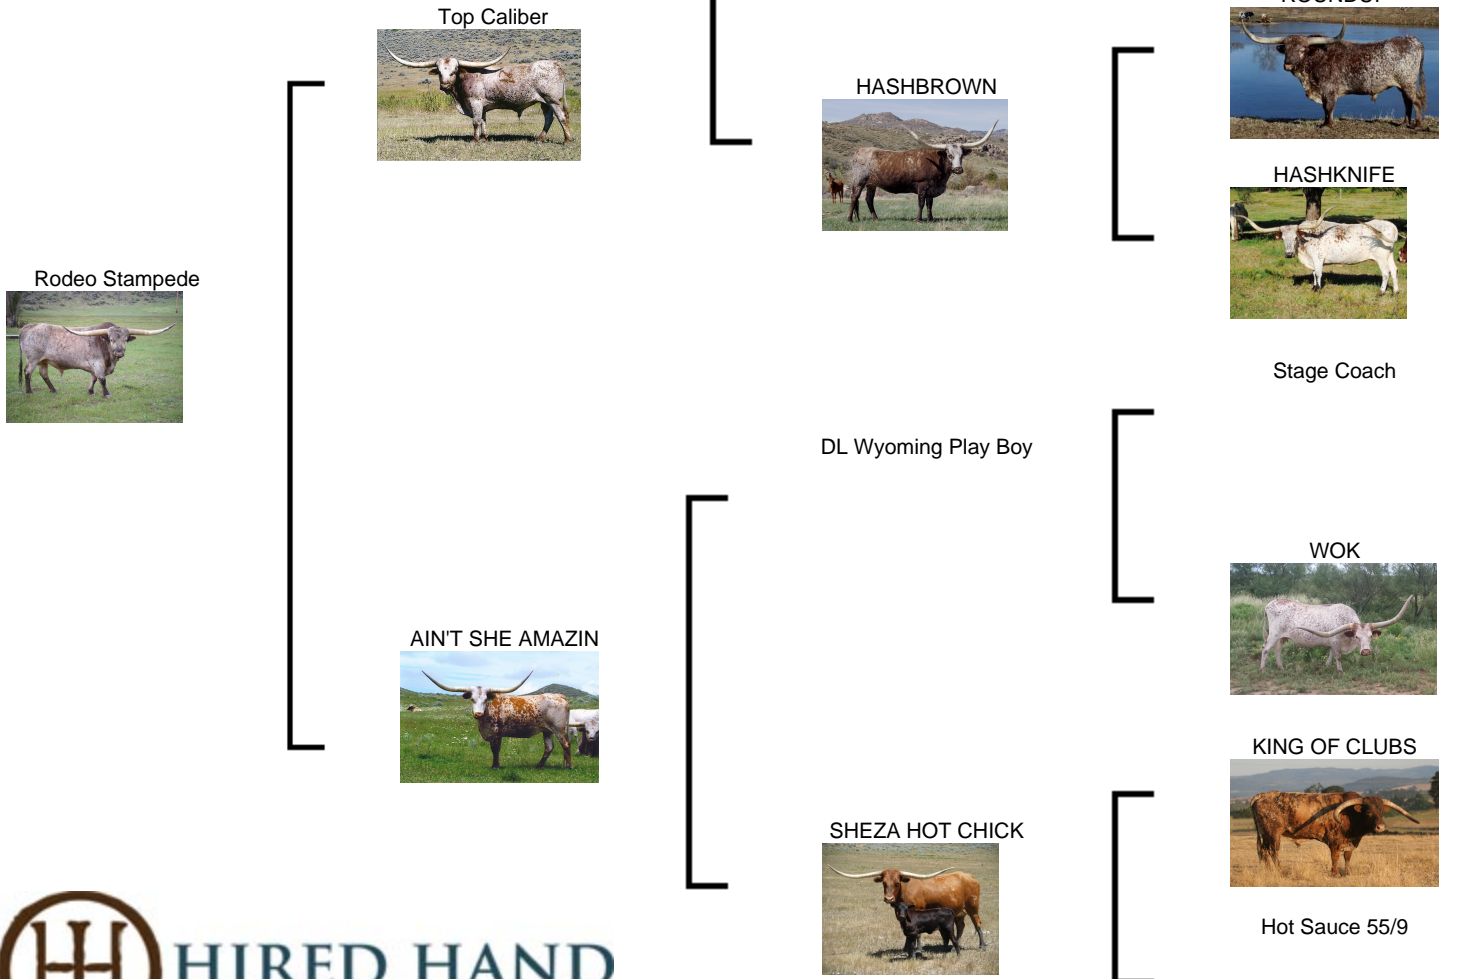 Top Caliber
HASHBROWN
HASHKNIFE
Rodeo Stampede
Stage Coach
DL Wyoming Play Boy
WOK
AIN'T SHE AMAZIN
KING OF CLUBS
SHEZA HOT CHICK
Hot Sauce 55/9
HIRED HAND